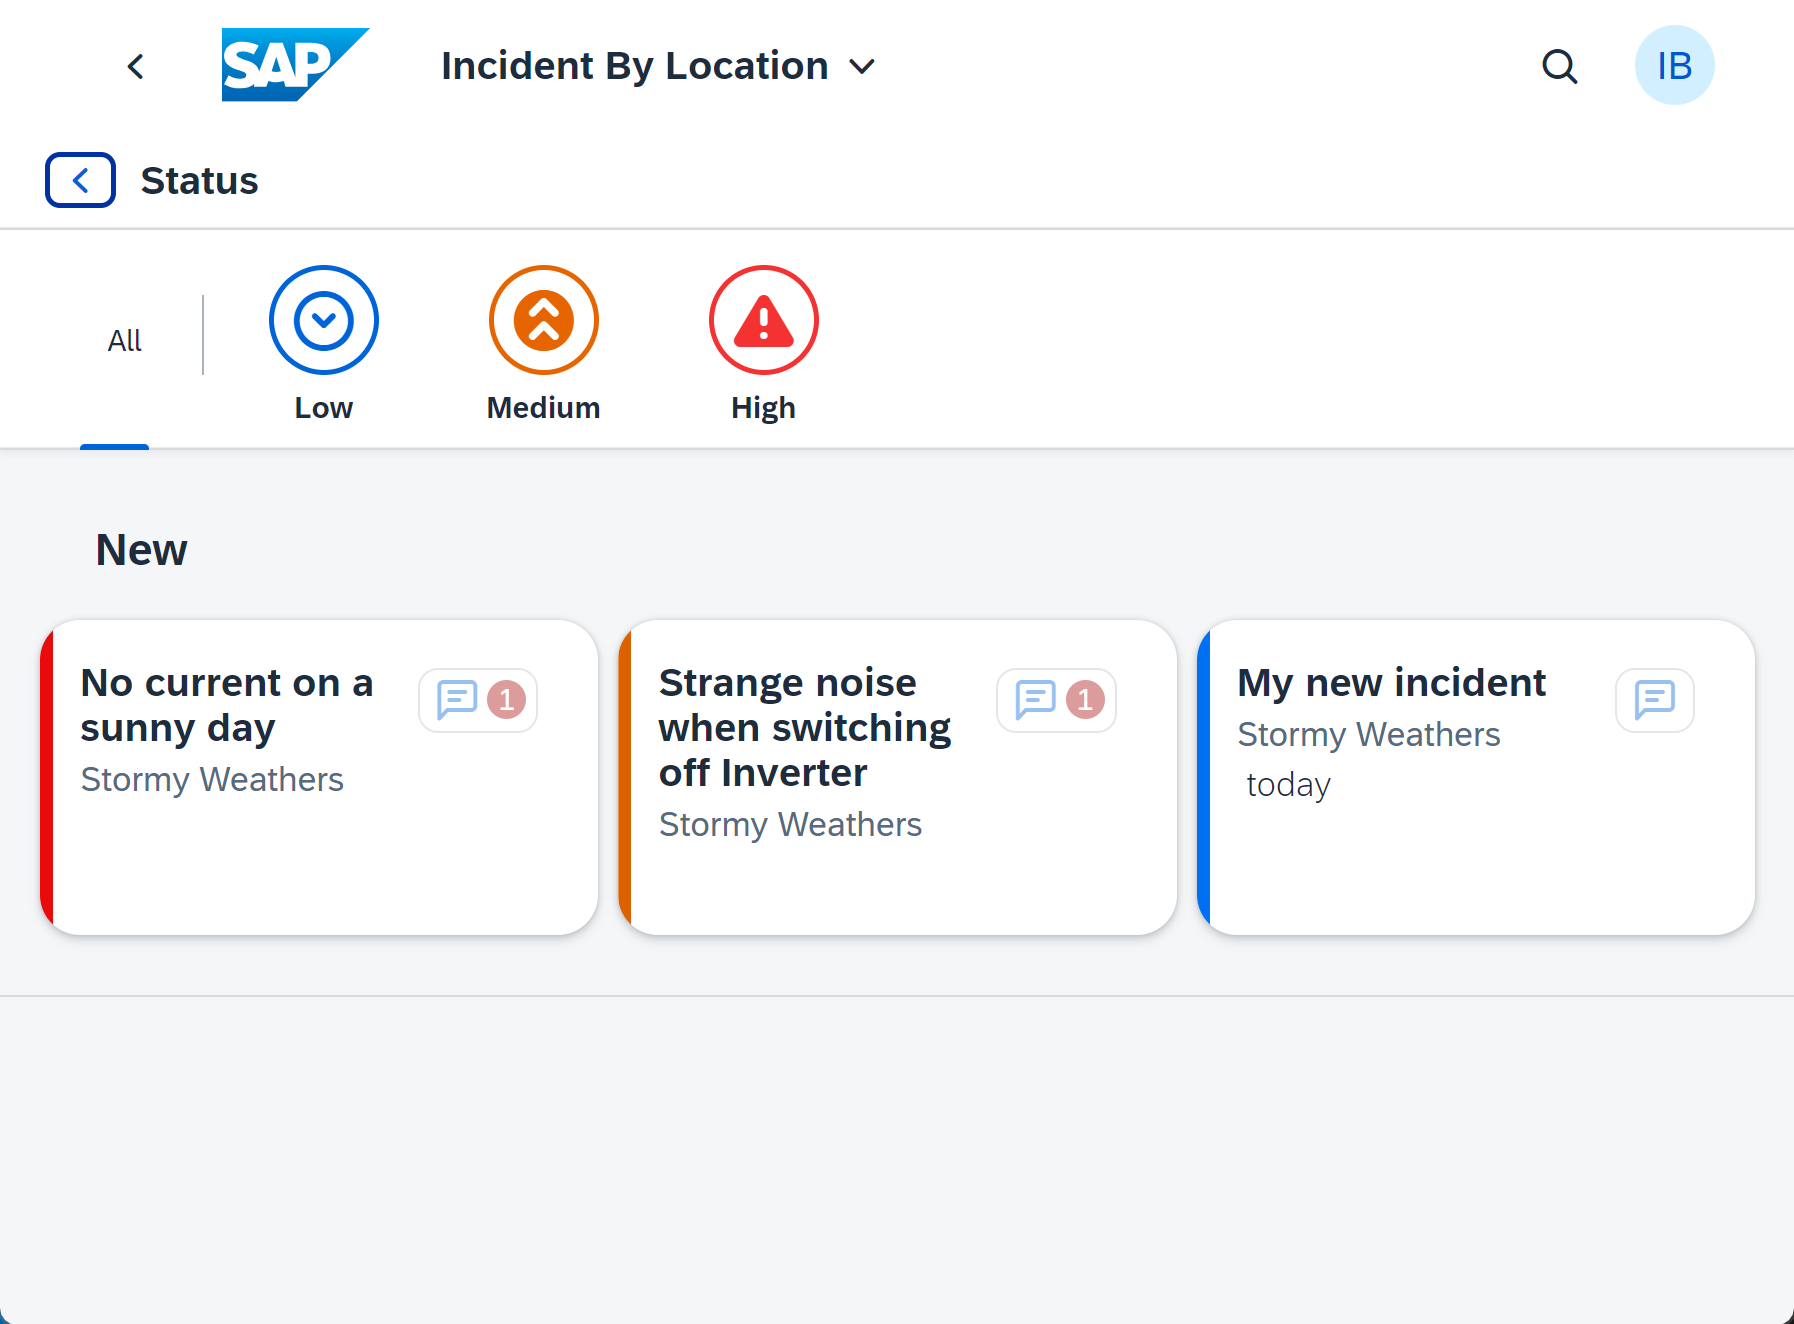 SAP
Incident By Location
IB
Status
All
Low
Medium
High
New
No current on a
sunny day
Stormy Weathers
1
Strange noise
when switching
off Inverter
Stormy Weathers
1
My new incident
Stormy Weathers
today